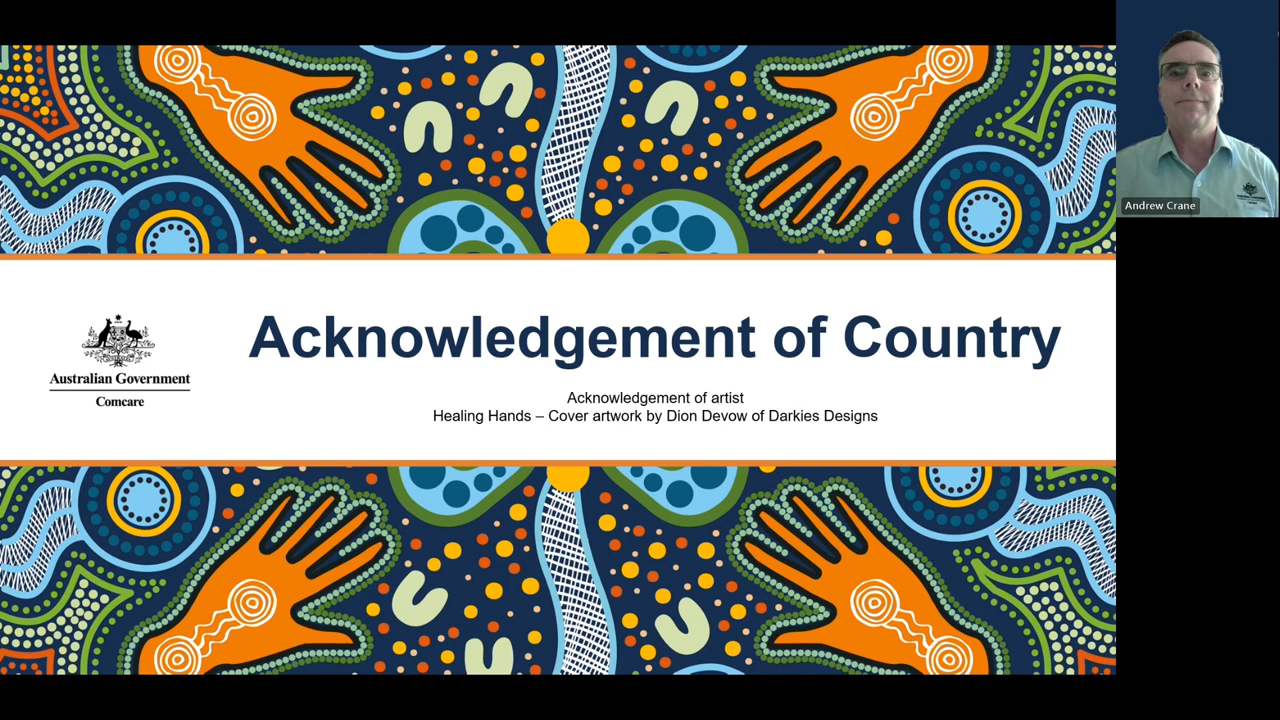 Acknowledgement of Country
Australian Government
Comcare
Acknowledgement of artist
Healing Hands – Cover artwork by Dion Devow of Darkies Designs
Andrew Crane